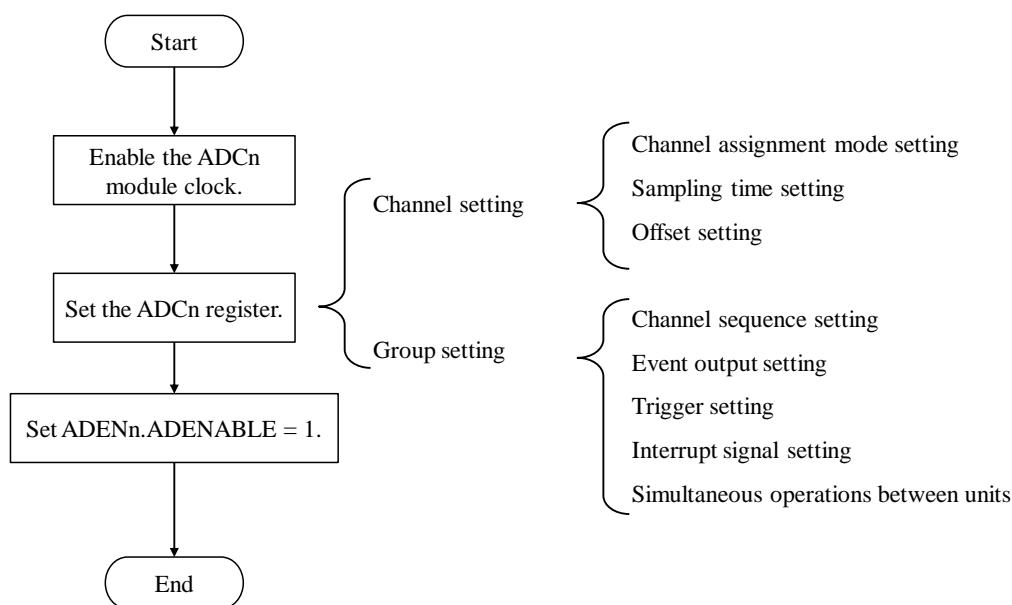 Start
Enable the ADCn
module clock.
Set the ADCn register.
Set ADENn.ADENABLE = 1.
End
Channel setting
Channel assignment mode setting
Sampling time setting
Offset setting
Group setting
Channel sequence setting
Event output setting
Trigger setting
Interrupt signal setting
Simultaneous operations between units